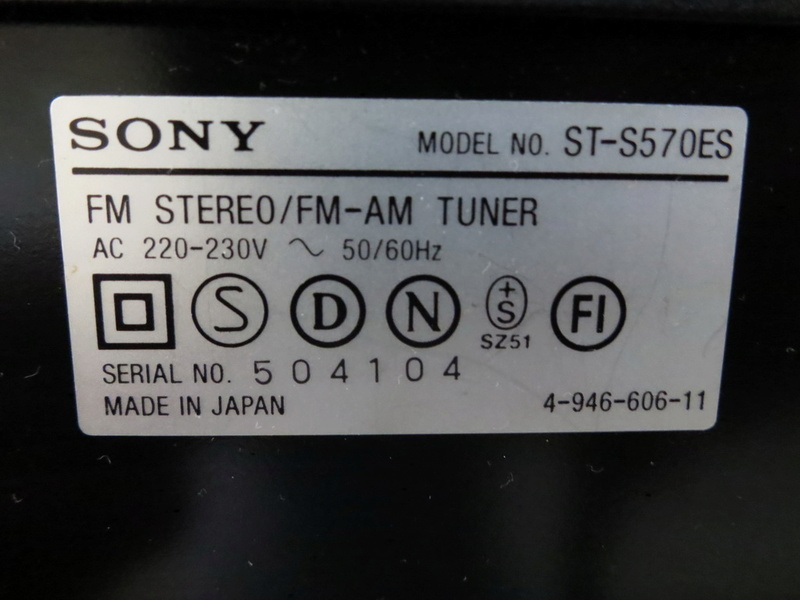 SONY MODEL NO. ST-S570ES
FM STEREO/FM-AM TUNER
AC 220-230V ~ 50/60Hz
S D N +S FI
SZ51
SERIAL NO. 504104
MADE IN JAPAN 4-946-606-11